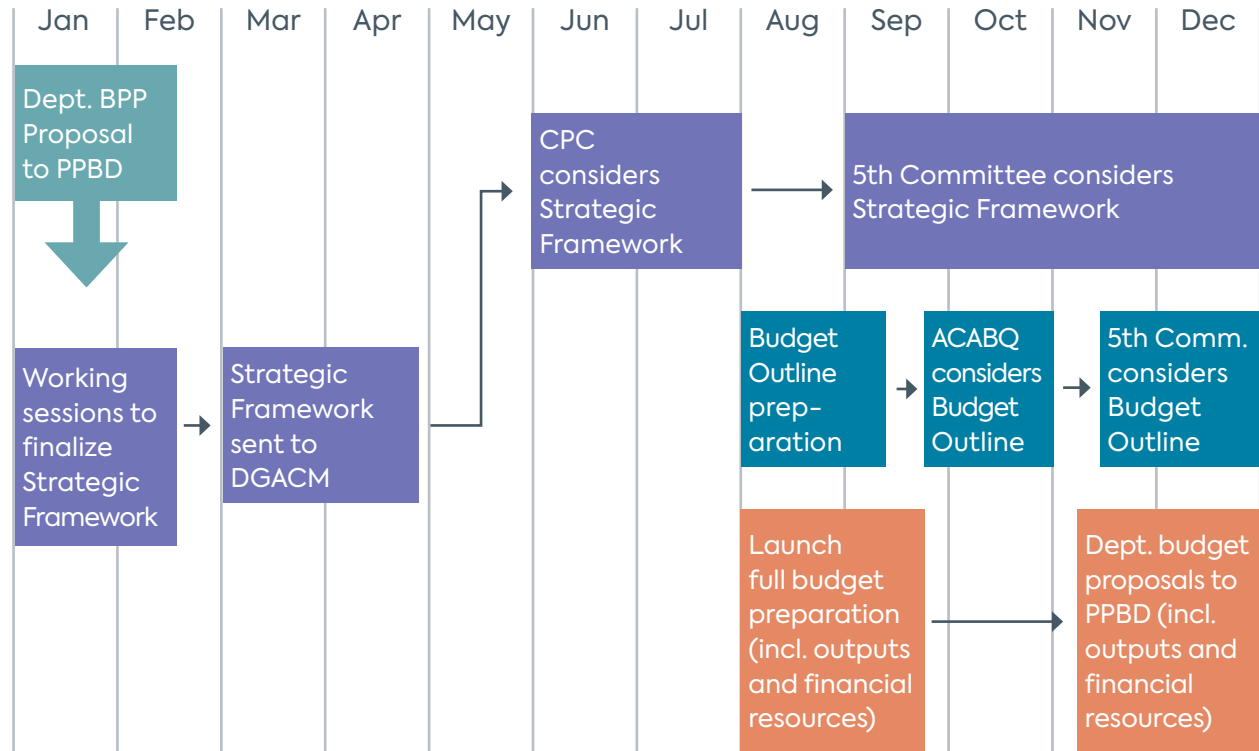 Jan Feb Mar Apr May Jun Jul Aug Sep Oct Nov Dec
Dept. BPP
Proposal
to PPBD
CPC
considers
Strategic
Framework
5th Committee considers
Strategic Framework
Working
sessions to
finalize
Strategic
Framework
Strategic
Framework
sent to
DGACM
Budget
Outline
prep-
aration
ACABQ
considers
Budget
Outline
5th Comm.
considers
Budget
Outline
Launch
full budget
preparation
(incl. outputs
and financial
resources)
Dept. budget
proposals to
PPBD (incl.
outputs and
financial
resources)